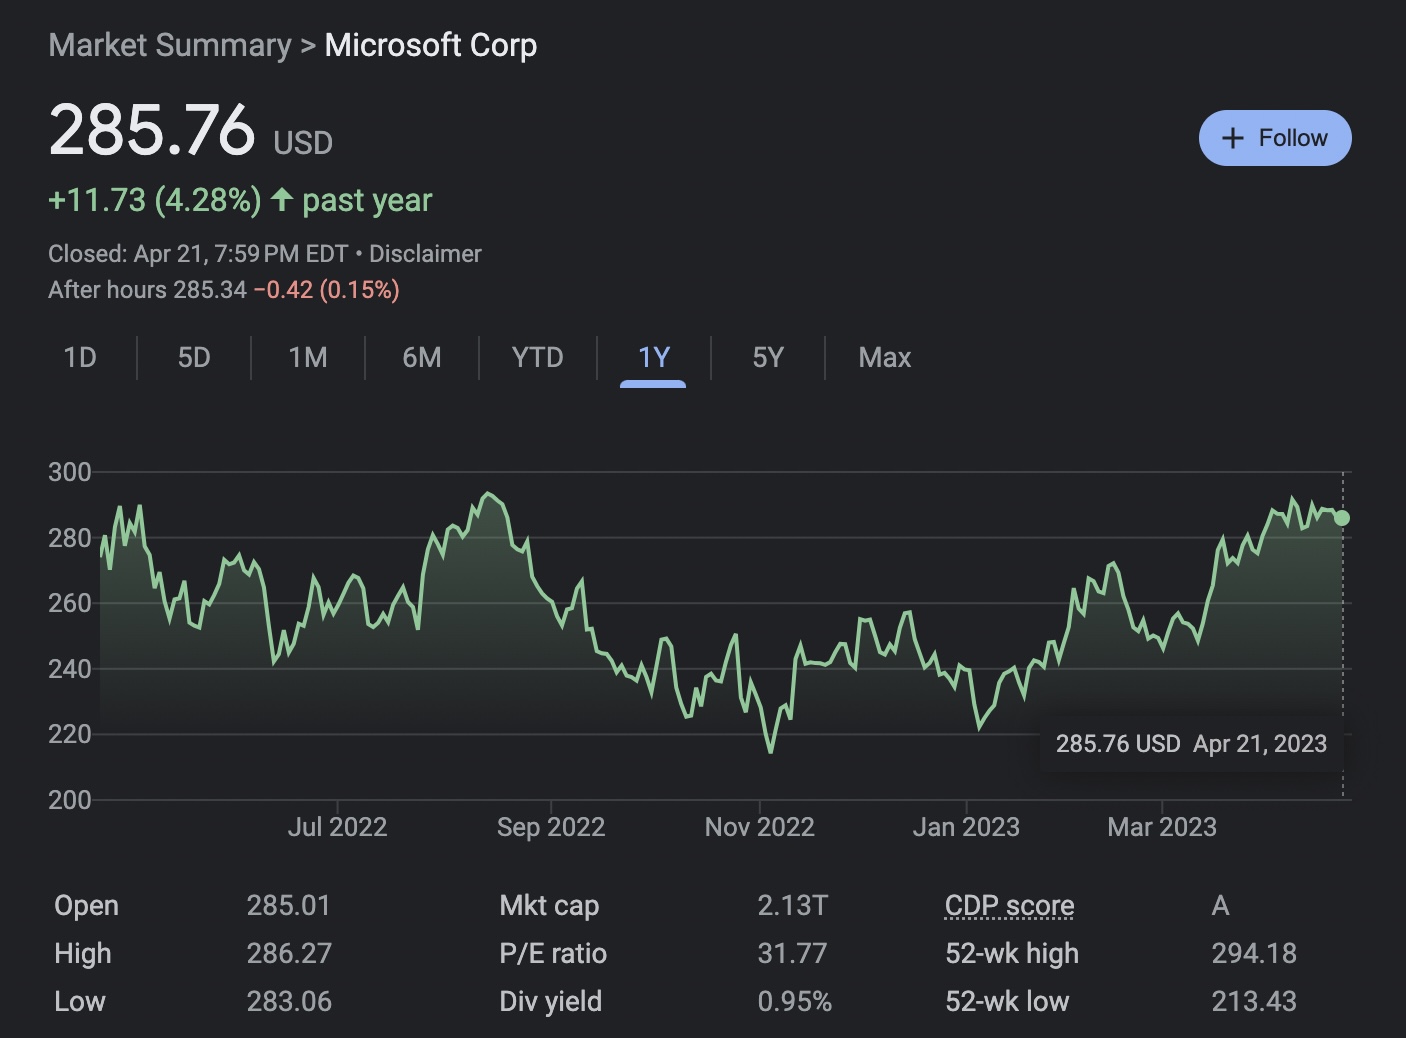 Market Summary > Microsoft Corp
285.76 USD
+ Follow
+11.73 (4.28%) ↑ past year
Closed: Apr 21, 7:59 PM EDT • Disclaimer
After hours 285.34 −0.42 (0.15%)
1D 5D 1M 6M YTD 1Y 5Y Max
300
280
260
240
220
200
285.76 USD Apr 21, 2023
Jul 2022 Sep 2022 Nov 2022 Jan 2023 Mar 2023
Open 285.01 Mkt cap 2.13T CDP score A
High 286.27 P/E ratio 31.77 52-wk high 294.18
Low 283.06 Div yield 0.95% 52-wk low 213.43